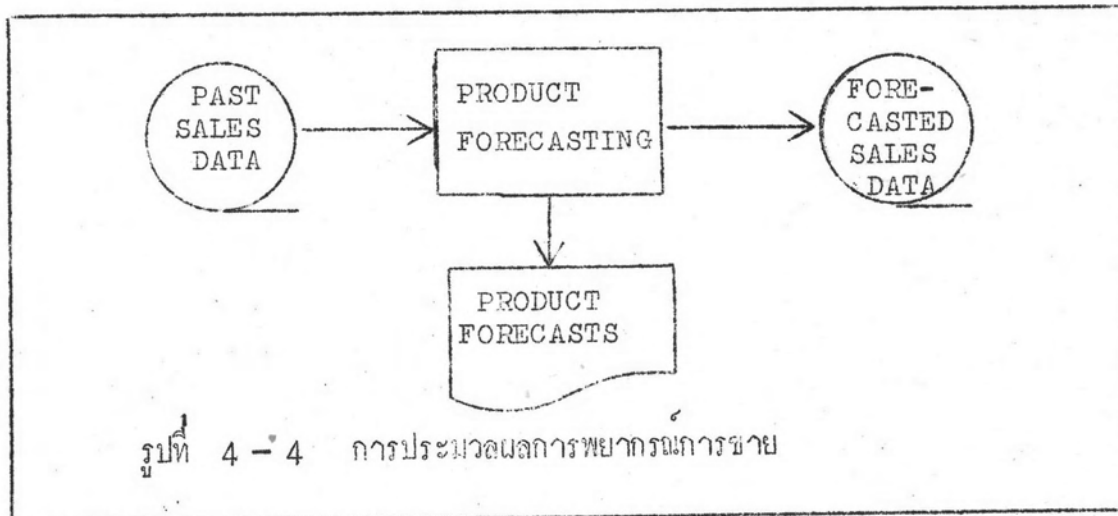 PAST
SALES
DATA
PRODUCT
FORECASTING
FORE-
CASTED
SALES
DATA
PRODUCT
FORECASTS
รูปที่ 4 - 4 การประมวลผลการพยากรณ์การขาย